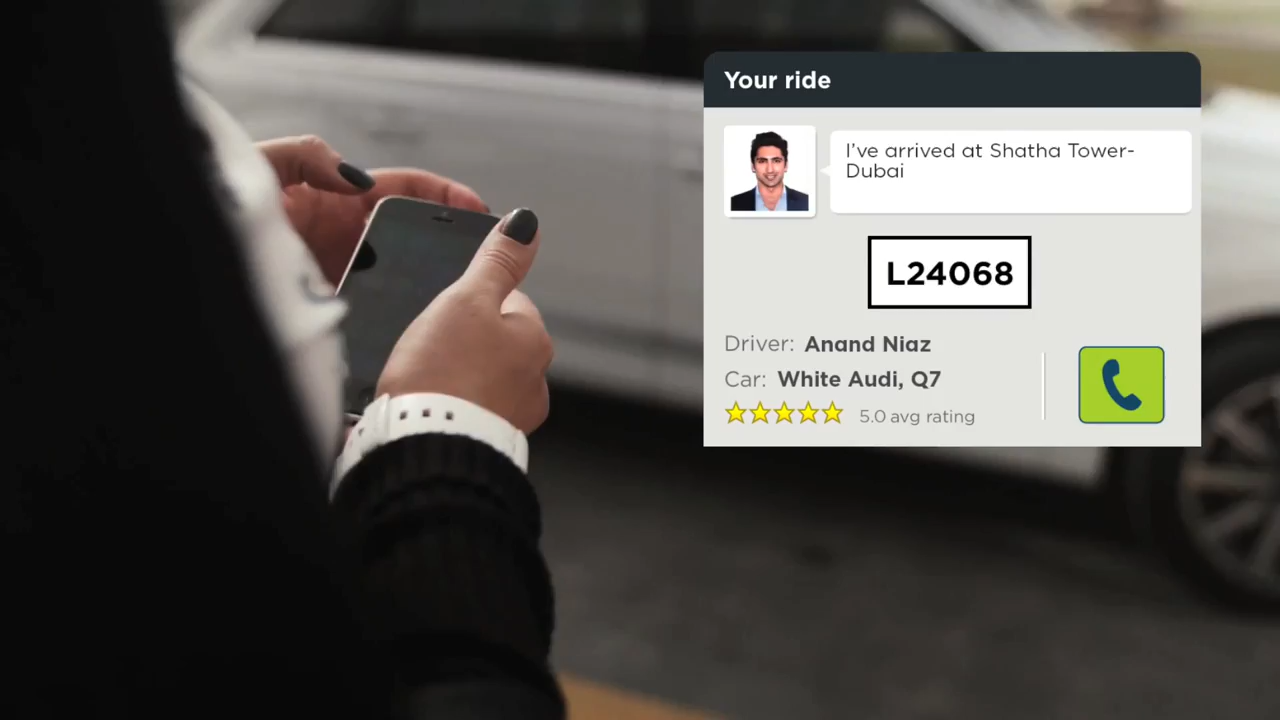 Your ride
I've arrived at Shatha Tower-
Dubai
L24068
Driver: Anand Niaz
Car: White Audi, Q7
5.0 avg rating